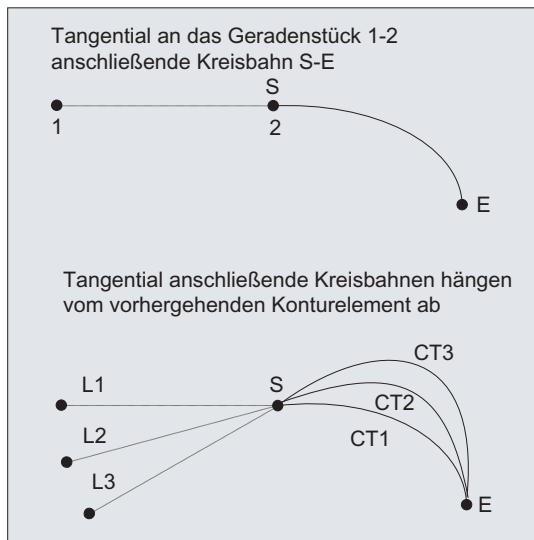 Tangential an das Geradenstück 1-2
anschließende Kreisbahn S-E
S
1
2
E
Tangential anschließende Kreisbahnen hängen
vom vorhergehenden Konturelement ab
CT3
L1
S
CT2
L2
CT1
L3
E